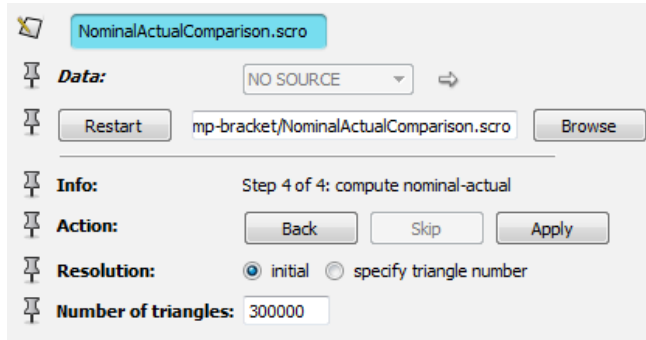 NominalActualComparison.scro
Data: NO SOURCE
Restart mp-bracket/NominalActualComparison.scro Browse
Info: Step 4 of 4: compute nominal-actual
Action: Back Skip Apply
Resolution: initial specify triangle number
Number of triangles: 300000